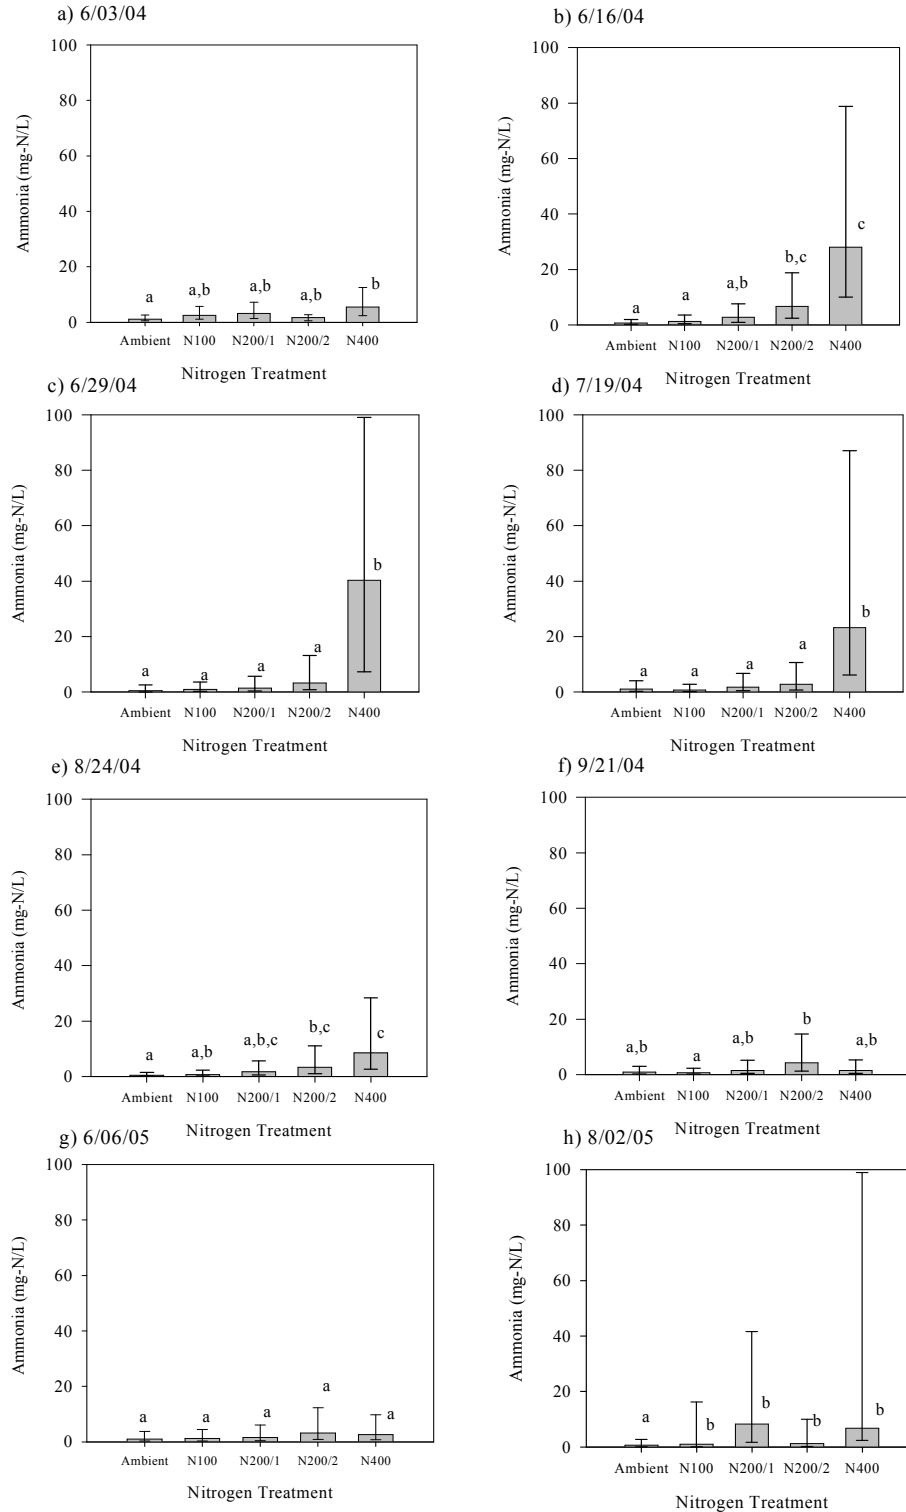 a) 6/03/04
100
80
60
40
20
0
Ammonia (mg-N/L)
a
a,b
a,b
a,b
b
Ambient N100 N200/1 N200/2 N400
Nitrogen Treatment
b) 6/16/04
100
80
60
40
20
0
Ammonia (mg-N/L)
a
a
a,b
b,c
c
Ambient N100 N200/1 N200/2 N400
Nitrogen Treatment
c) 6/29/04
100
80
60
40
20
0
Ammonia (mg-N/L)
a
a
a
a
b
Ambient N100 N200/1 N200/2 N400
Nitrogen Treatment
d) 7/19/04
100
80
60
40
20
0
Ammonia (mg-N/L)
a
a
a
a
b
Ambient N100 N200/1 N200/2 N400
Nitrogen Treatment
e) 8/24/04
100
80
60
40
20
0
Ammonia (mg-N/L)
a
a,b
a,b,c
b,c
c
Ambient N100 N200/1 N200/2 N400
Nitrogen Treatment
f) 9/21/04
100
80
60
40
20
0
Ammonia (mg-N/L)
a,b
a
a,b
b
a,b
Ambient N100 N200/1 N200/2 N400
Nitrogen Treatment
g) 6/06/05
100
80
60
40
20
0
Ammonia (mg-N/L)
a
a
a
a
a
Ambient N100 N200/1 N200/2 N400
Nitrogen Treatment
h) 8/02/05
100
80
60
40
20
0
Ammonia (mg-N/L)
a
b
b
b
b
Ambient N100 N200/1 N200/2 N400
Nitrogen Treatment